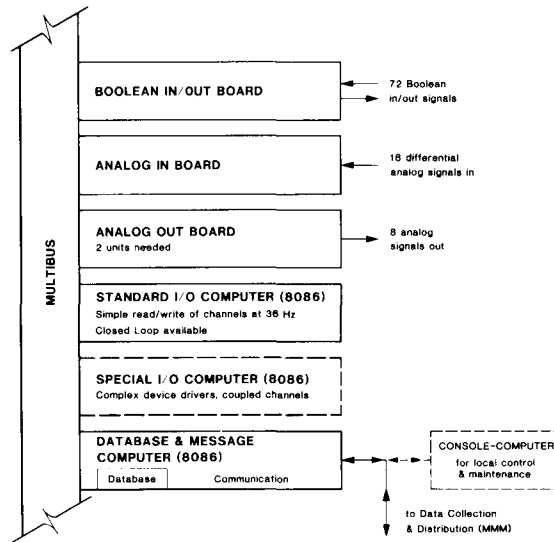 MULTIBUS
BOOLEAN IN/OUT BOARD
72 Boolean
in/out signals
ANALOG IN BOARD
16 differential
analog signals in
ANALOG OUT BOARD
2 units needed
8 analog
signals out
STANDARD I/O COMPUTER (8086)
Simple read/write of channels at 36 Hz
Closed Loop available
SPECIAL I/O COMPUTER (8086)
Complex device drivers, coupled channels
DATABASE & MESSAGE
COMPUTER (8086)
Database
Communication
CONSOLE-COMPUTER
for local control
& maintenance
to Data Collection
& Distribution (MMM)